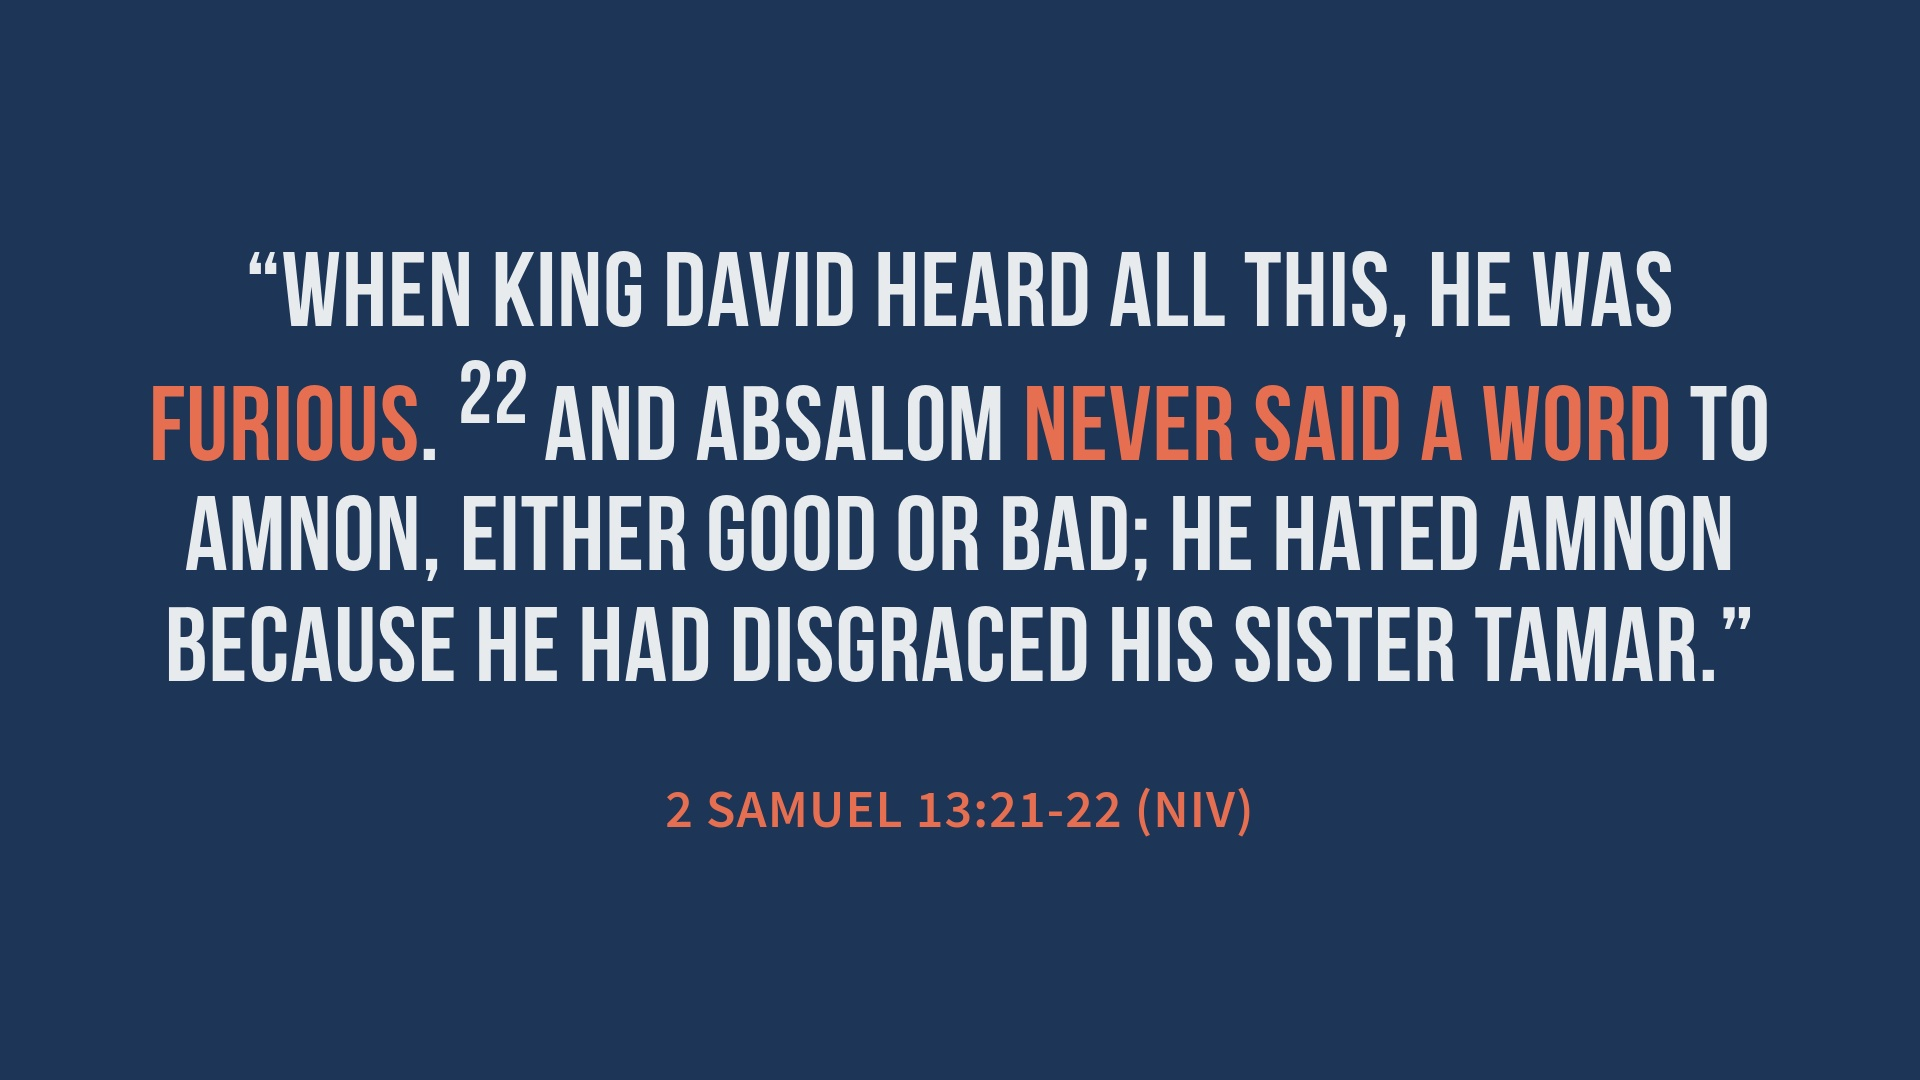 “WHEN KING DAVID HEARD ALL THIS, HE WAS
FURIOUS. 22 AND ABSALOM NEVER SAID A WORD TO
AMNON, EITHER GOOD OR BAD; HE HATED AMNON
BECAUSE HE HAD DISGRACED HIS SISTER TAMAR.”
2 SAMUEL 13:21-22 (NIV)